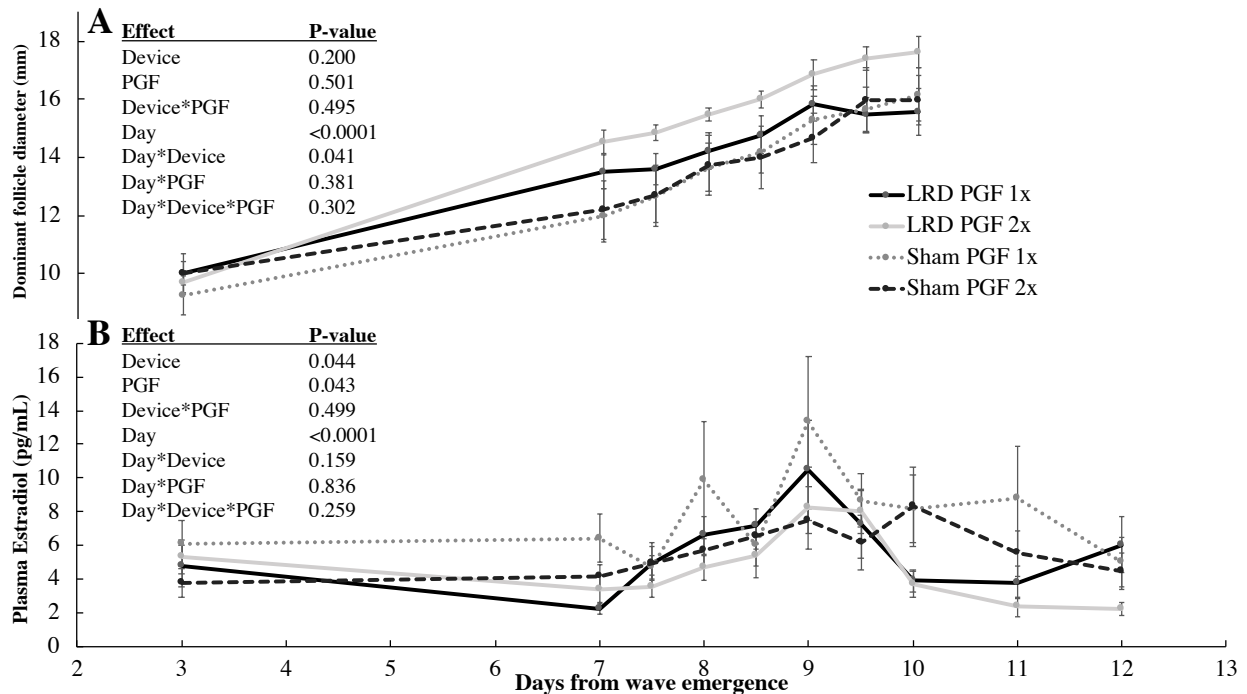 A
Effect P-value
Device 0.200
PGF 0.501
Device*PGF 0.495
Day <0.0001
Day*Device 0.041
Day*PGF 0.381
Day*Device*PGF 0.302
Dominant follicle diameter (mm)
18
16
14
12
10
LRD PGF 1x
LRD PGF 2x
Sham PGF 1x
Sham PGF 2x
B
Effect P-value
Device 0.044
PGF 0.043
Device*PGF 0.499
Day <0.0001
Day*Device 0.159
Day*PGF 0.836
Day*Device*PGF 0.259
Plasma Estradiol (pg/mL)
18
16
14
12
10
8
6
4
2
0
2 3 4 5 6 7 8 9 10 11 12 13
Days from wave emergence